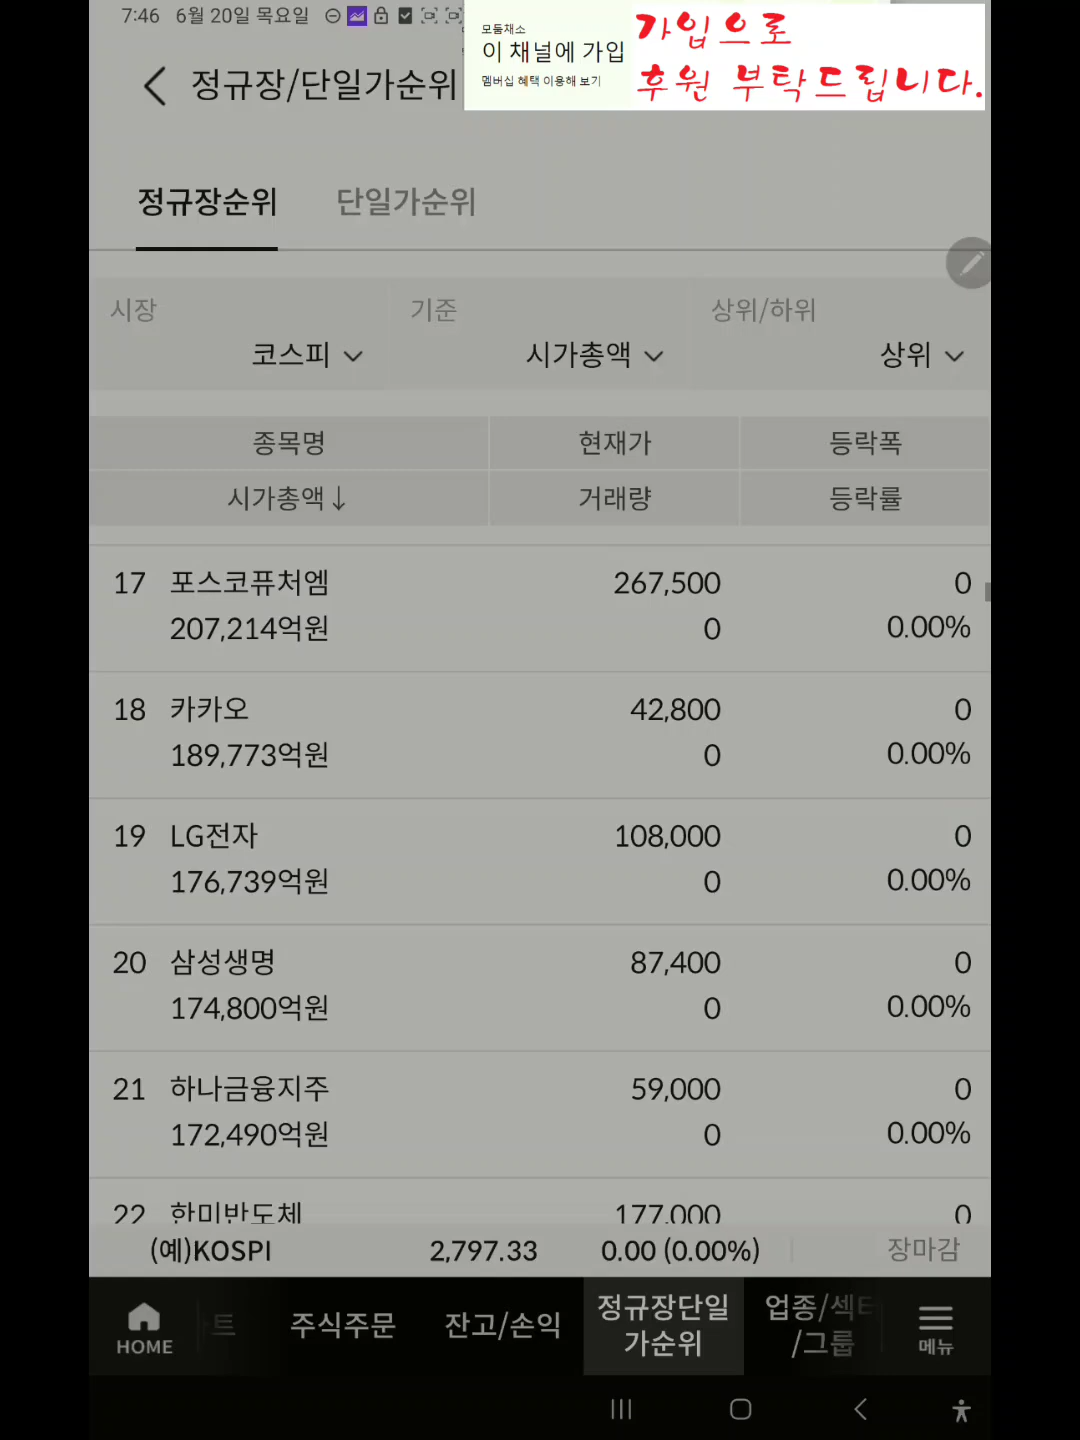 7:46 6월 20일 목요일
모둠채소
이 채널에 가입
멤버십 혜택 이용해 보기
가입으로
후원 부탁드립니다.
정규장/단일가순위
정규장순위 단일가순위
시장 기준 상위/하위
코스피 시가총액 상위
종목명 현재가 등락폭
시가총액↓ 거래량 등락률
17 포스코퓨처엠 267,500 0
207,214억원 0 0.00%
18 카카오 42,800 0
189,773억원 0 0.00%
19 LG전자 108,000 0
176,739억원 0 0.00%
20 삼성생명 87,400 0
174,800억원 0 0.00%
21 하나금융지주 59,000 0
172,490억원 0 0.00%
22 한미반도체 177,000 0
(예)KOSPI 2,797.33 0.00 (0.00%) 장마감
HOME 트 주식주문 잔고/손익 정규장단일
가순위 업종/섹터
/그룹 메뉴